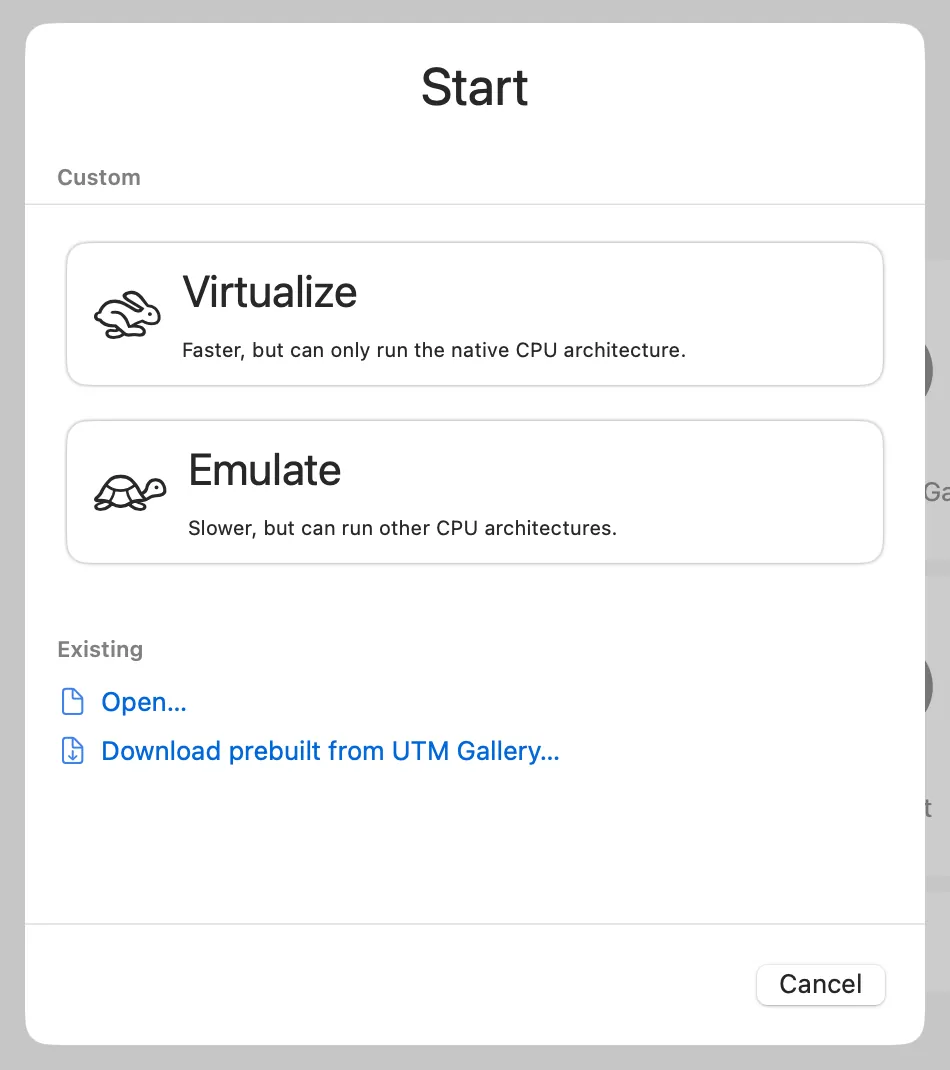 Start
Custom
Virtualize
Faster, but can only run the native CPU architecture.
Emulate
Slower, but can run other CPU architectures.
Existing
Open...
Download prebuilt from UTM Gallery...
Cancel